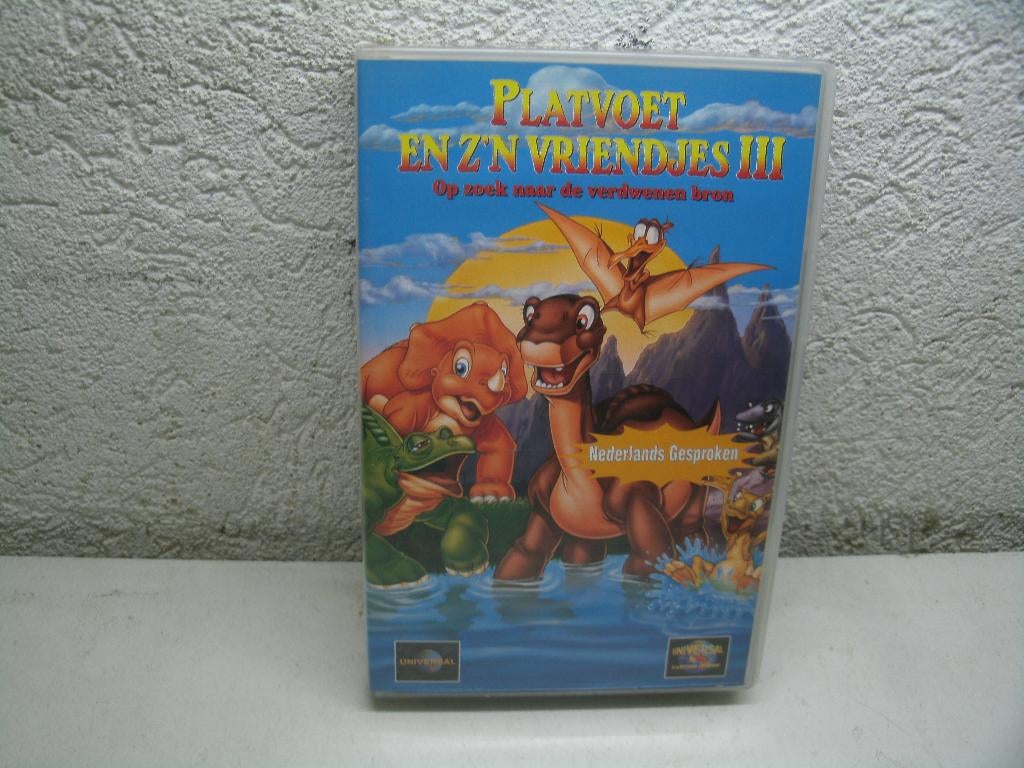 PLATVOET
EN Z'N VRIENDJES III
Op zoek naar de verdwenen bron
Nederlands Gesproken
UNIVERSAL
UNIVERSAL